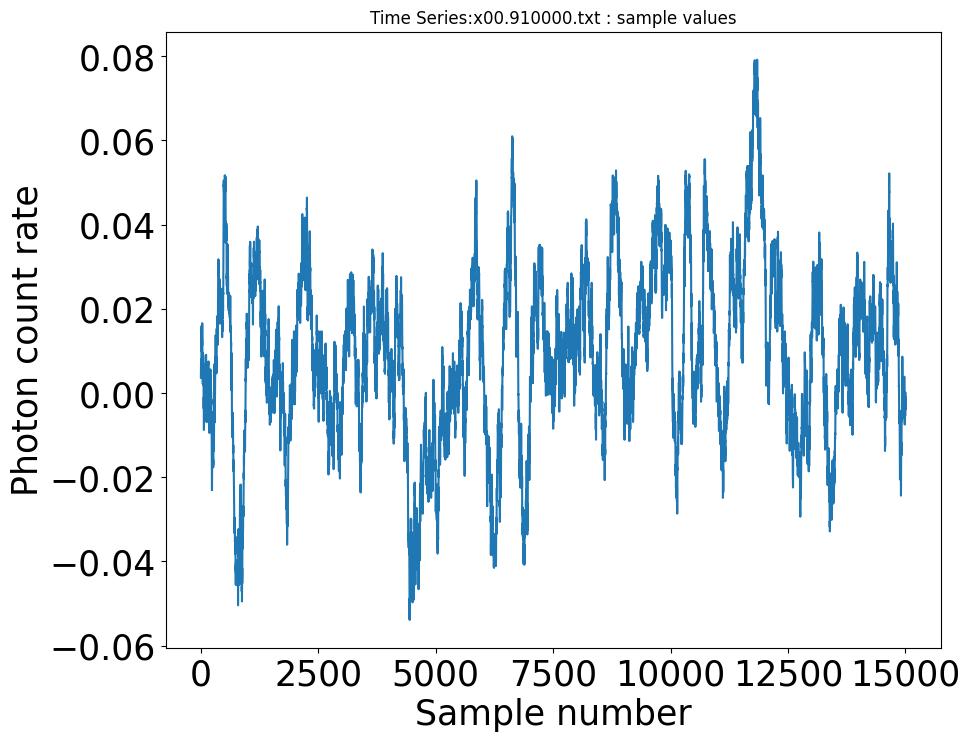 Time Series:x00.910000.txt : sample values
0.08
0.06
0.04
0.02
0.00
−0.02
−0.04
−0.06
Photon count rate
0 2500 5000 7500 10000 12500 15000
Sample number